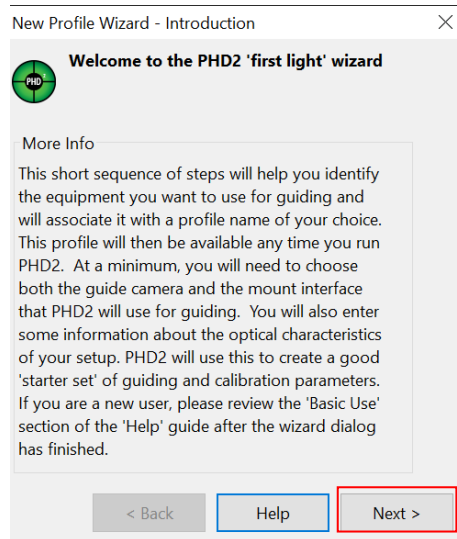 New Profile Wizard - Introduction
Welcome to the PHD2 'first light' wizard
PHD
More Info
This short sequence of steps will help you identify
the equipment you want to use for guiding and
will associate it with a profile name of your choice.
This profile will then be available any time you run
PHD2.  At a minimum, you will need to choose
both the guide camera and the mount interface
that PHD2 will use for guiding.  You will also enter
some information about the optical characteristics
of your setup. PHD2 will use this to create a good
'starter set' of guiding and calibration parameters.
If you are a new user, please review the 'Basic Use'
section of the 'Help' guide after the wizard dialog
has finished.
< Back Help Next >